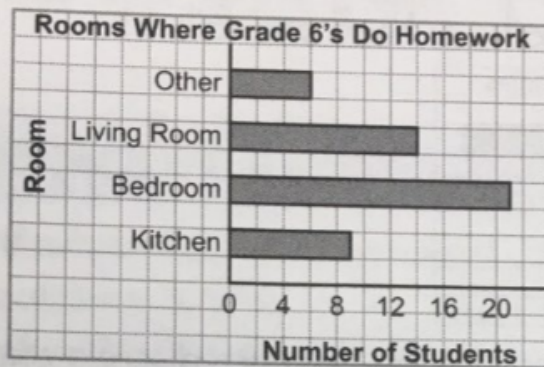 Rooms Where Grade 6's Do Homework
Other
Living Room
Bedroom
Kitchen
Room
0 4 8 12 16 20
Number of Students